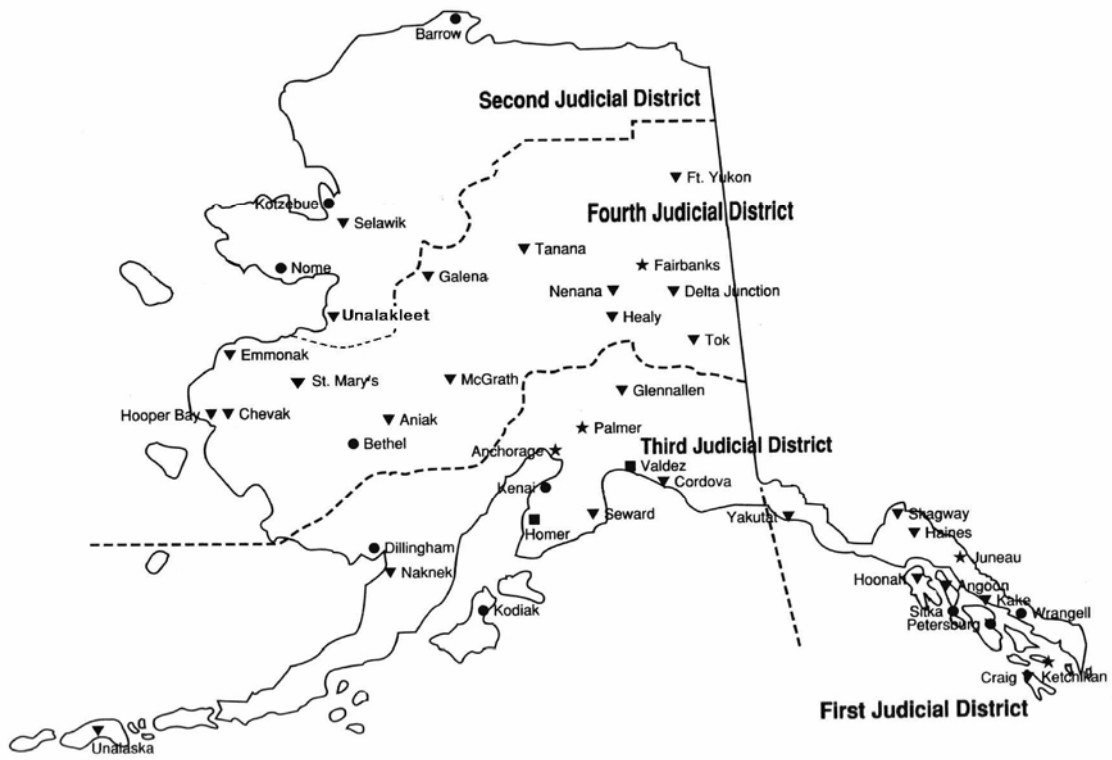 Barrow
Second Judicial District
Ft. Yukon
Kotzebue
Fourth Judicial District
Selawik
Tanana
Nome
Fairbanks
Galena
Nenana
Delta Junction
Unalakleet
Healy
Tok
Emmonak
St. Mary's
McGrath
Glennallen
Hooper Bay
Chevak
Aniak
Palmer
Bethel
Anchorage
Third Judicial District
Valdez
Cordova
Kenai
Seward
Yakutat
Skagway
Homer
Haines
Dillingham
Juneau
Naknek
Hoonah
Angoon
Kake
Kodiak
Sitka
Wrangell
Petersburg
Craig
Ketchikan
First Judicial District
Unalaska